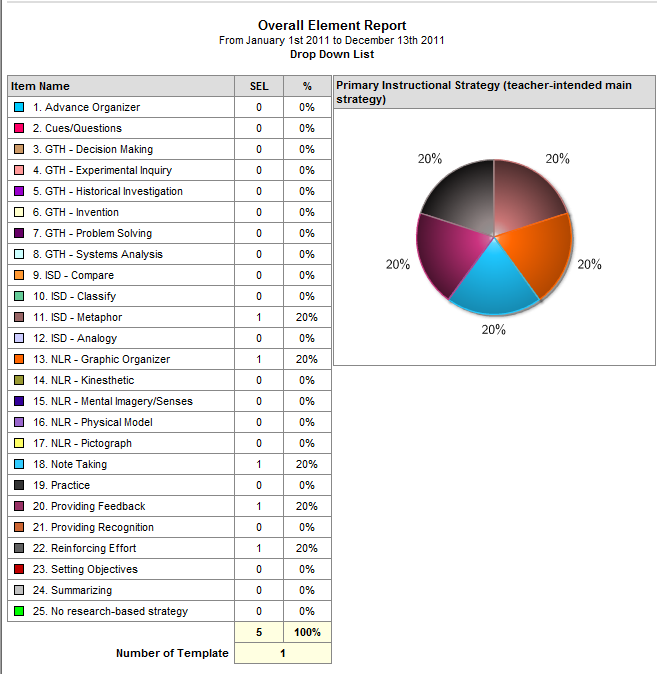 Overall Element Report
From January 1st 2011 to December 13th 2011
Drop Down List
Item Name SEL %
1. Advance Organizer 0 0%
2. Cues/Questions 0 0%
3. GTH - Decision Making 0 0%
4. GTH - Experimental Inquiry 0 0%
5. GTH - Historical Investigation 0 0%
6. GTH - Invention 0 0%
7. GTH - Problem Solving 0 0%
8. GTH - Systems Analysis 0 0%
9. ISD - Compare 0 0%
10. ISD - Classify 0 0%
11. ISD - Metaphor 1 20%
12. ISD - Analogy 0 0%
13. NLR - Graphic Organizer 1 20%
14. NLR - Kinesthetic 0 0%
15. NLR - Mental Imagery/Senses 0 0%
16. NLR - Physical Model 0 0%
17. NLR - Pictograph 0 0%
18. Note Taking 1 20%
19. Practice 0 0%
20. Providing Feedback 1 20%
21. Providing Recognition 0 0%
22. Reinforcing Effort 1 20%
23. Setting Objectives 0 0%
24. Summarizing 0 0%
25. No research-based strategy 0 0%
5 100%
Number of Template 1
Primary Instructional Strategy (teacher-intended main
strategy)
20% 20%
20% 20%
20%